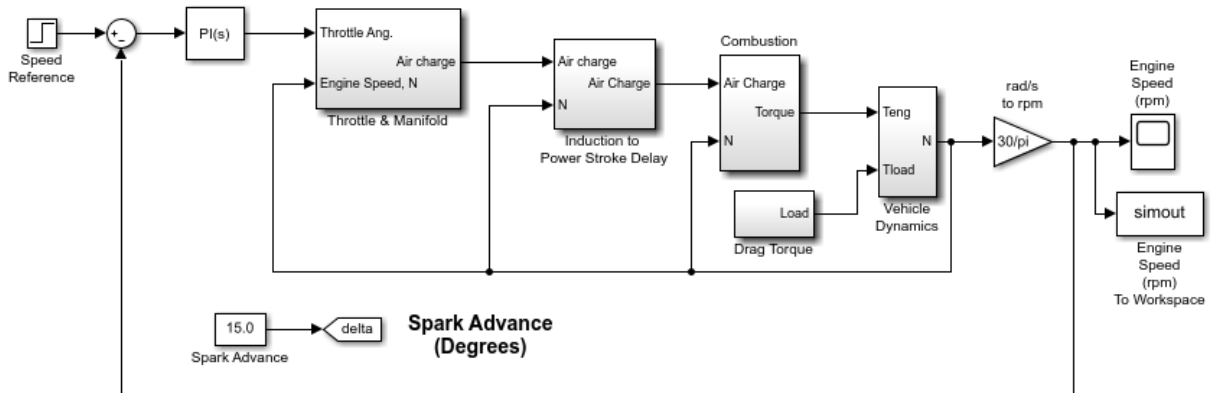 Speed
Reference
+
−
PI(s)
Throttle Ang.
Air charge
Engine Speed, N
Throttle & Manifold
Air charge
Air Charge
N
Induction to
Power Stroke Delay
Combustion
Air Charge
Torque
N
Load
Drag Torque
Teng
N
Tload
Vehicle
Dynamics
rad/s
to rpm
30/pi
Engine
Speed
(rpm)
simout
Engine
Speed
(rpm)
To Workspace
15.0
Spark Advance
delta
Spark Advance
(Degrees)